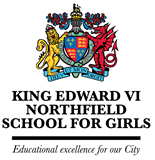 KING EDWARD VI
NORTHFIELD
SCHOOL FOR GIRLS
Educational excellence for our City